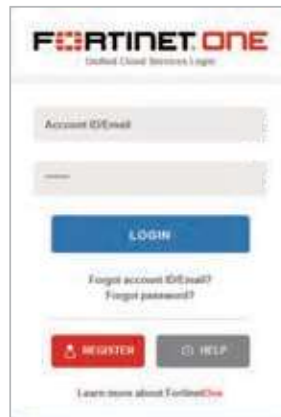 FORTINET ONE
Unified Cloud Services Login
Account ID/Email
LOGIN
Forgot account ID/Email?
Forgot password?
REGISTER
HELP
Learn more about FortinetOne